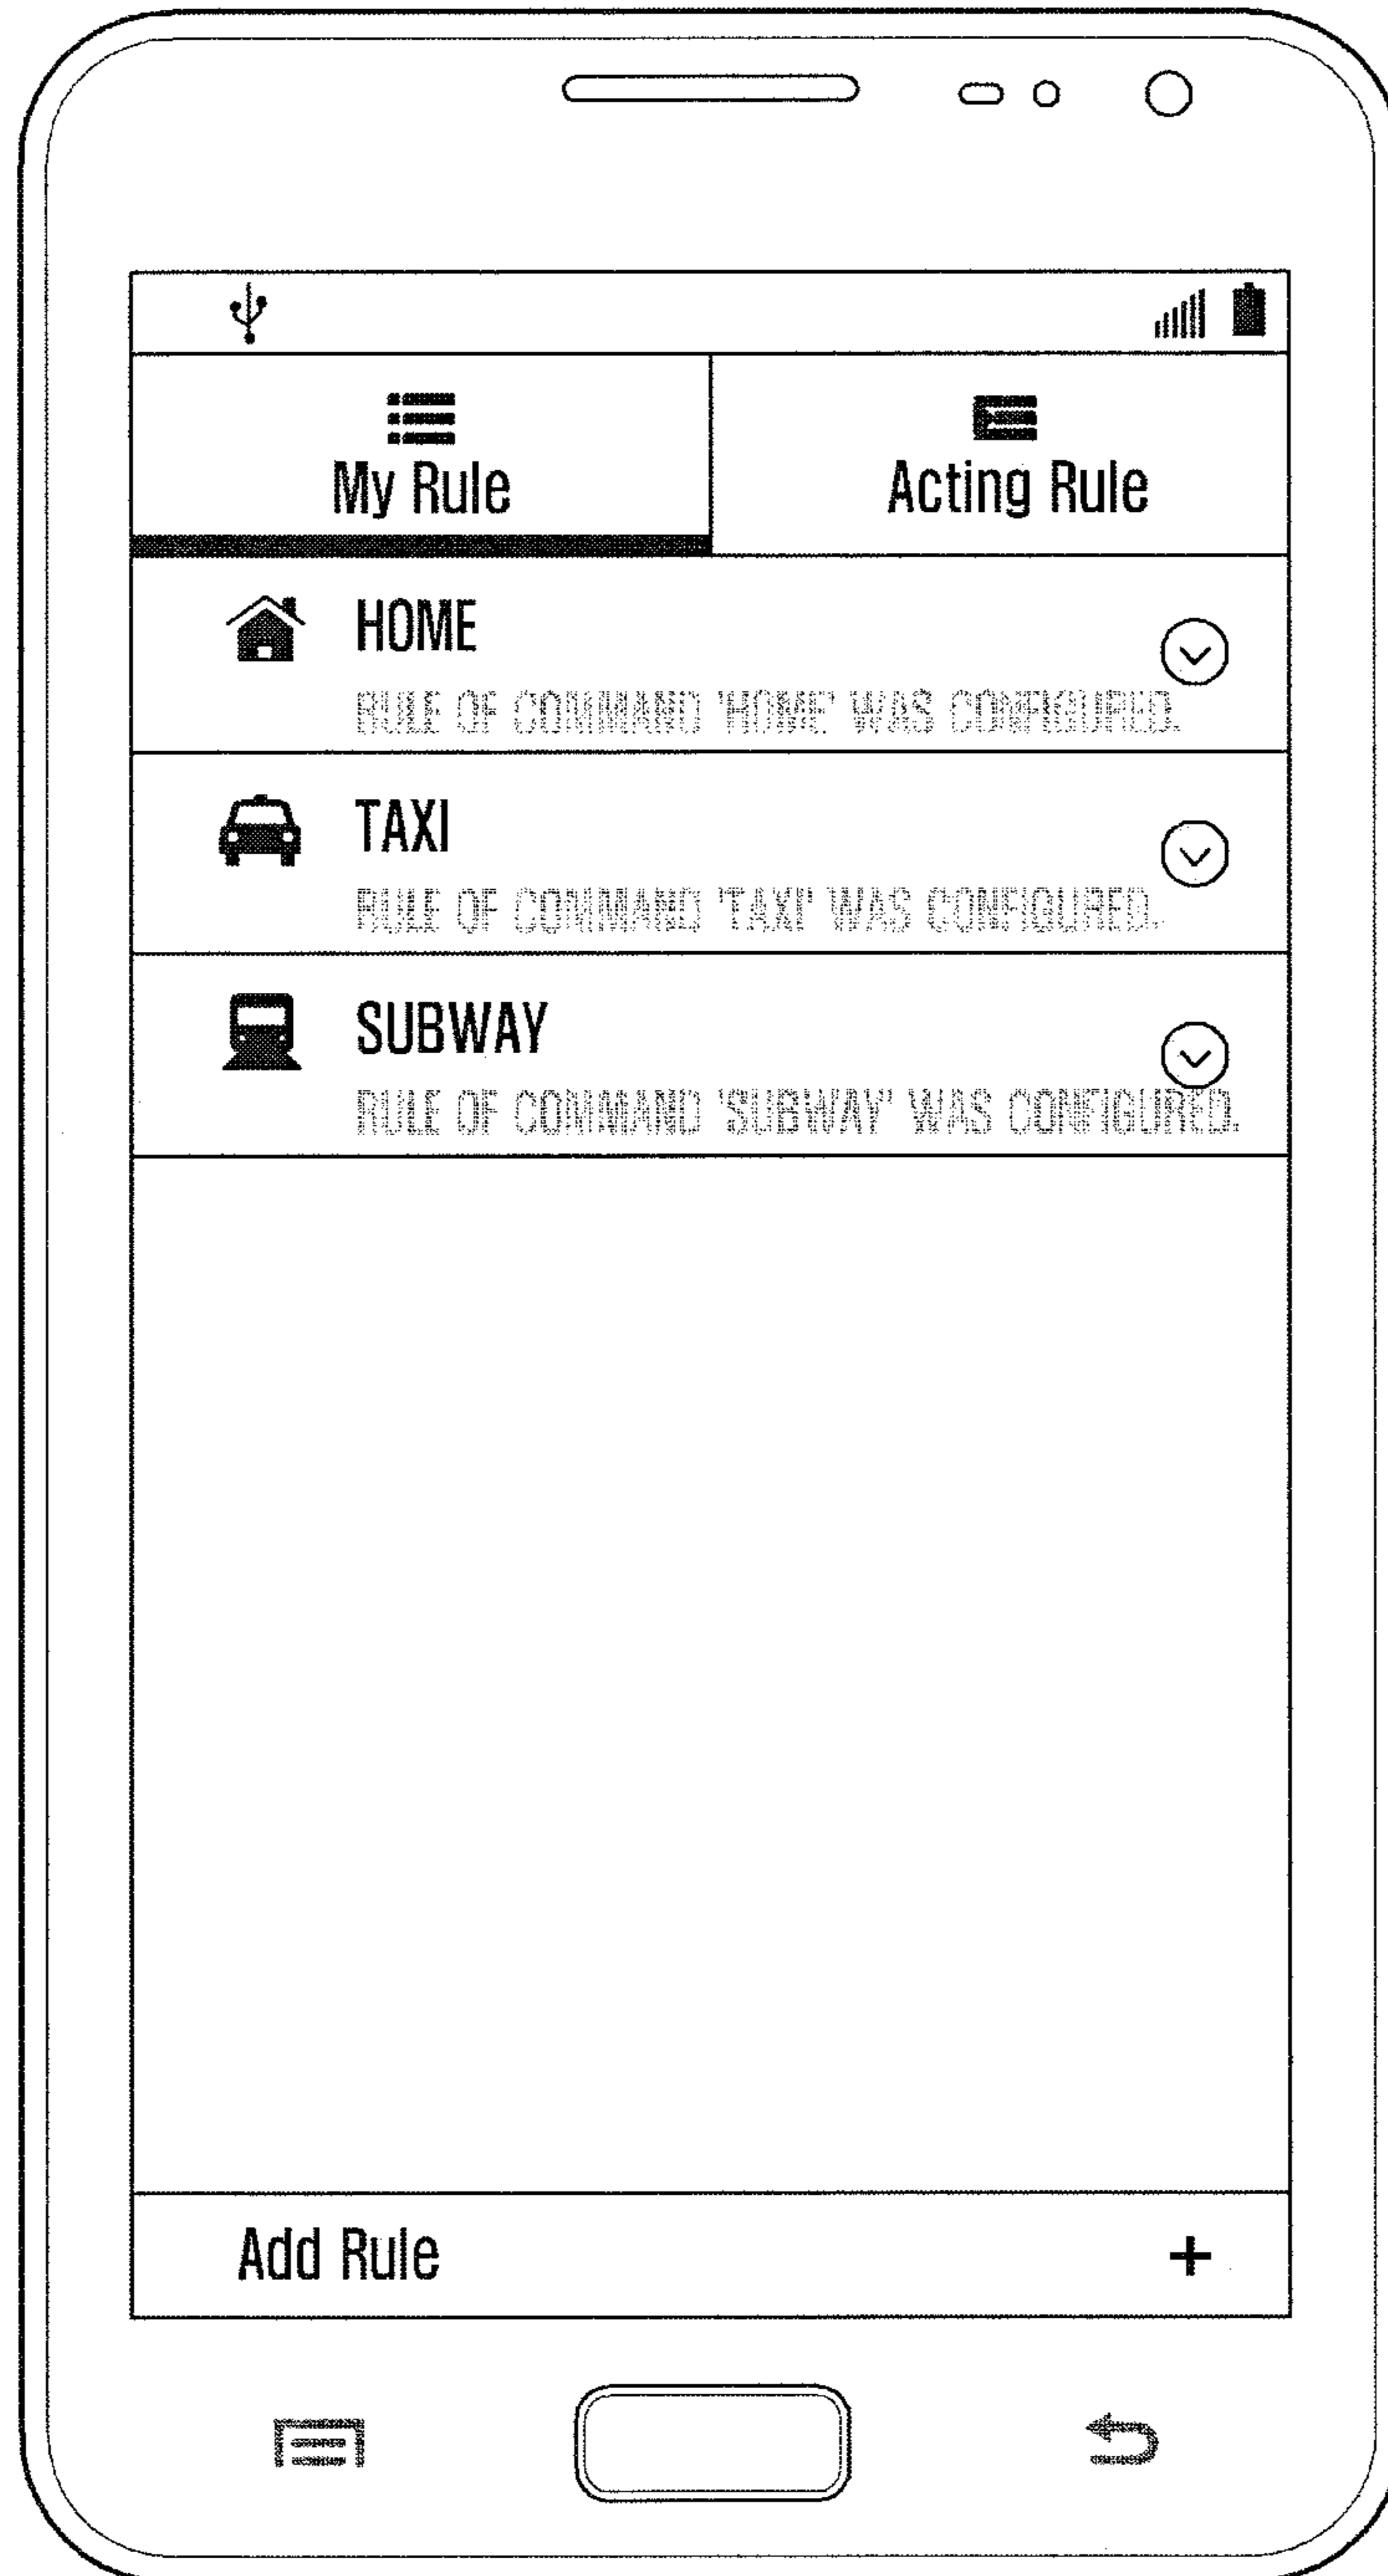 My Rule
Acting Rule
HOME
RULE OF COMMAND 'HOME' WAS CONFIGURED.
TAXI
RULE OF COMMAND 'TAXI' WAS CONFIGURED.
SUBWAY
RULE OF COMMAND 'SUBWAY' WAS CONFIGURED.
Add Rule +